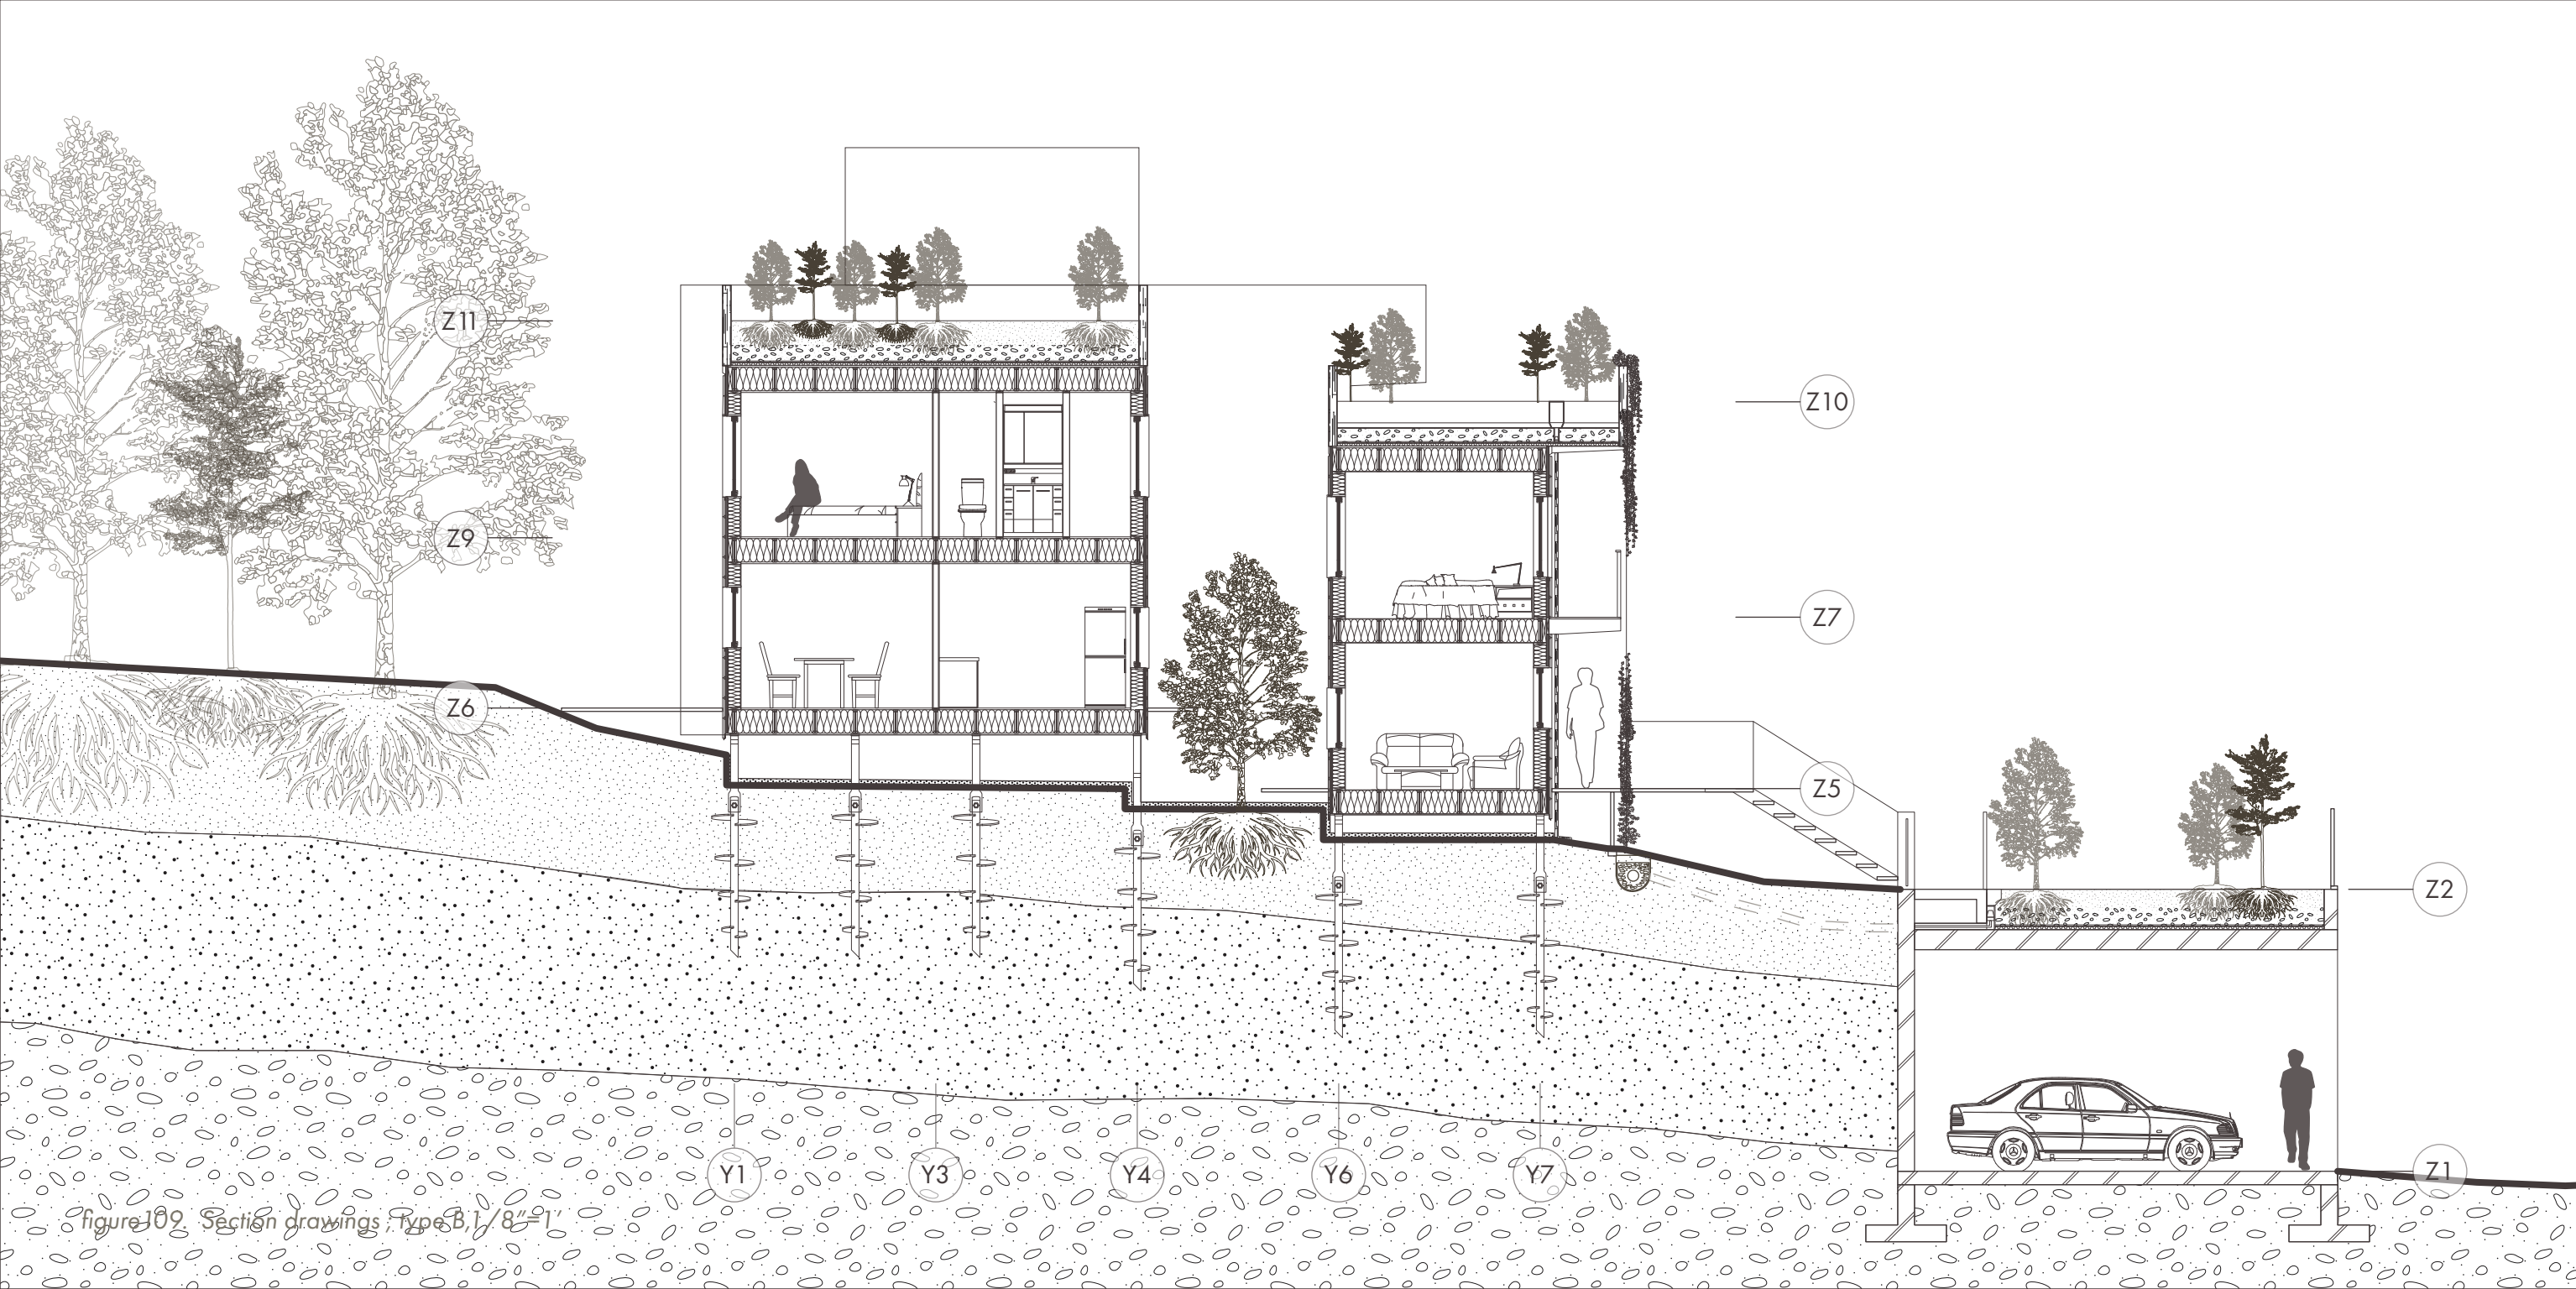 Z11
Z10
Z9
Z7
Z6
Z5
Z2
Y1
Y3
Y4
Y6
Y7
Z1
figure109. Section drawings ; type B,1/8"=1'